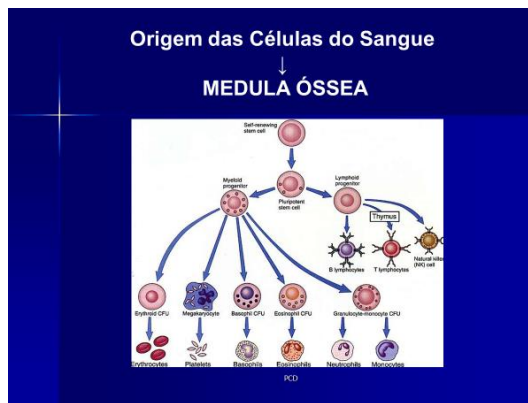 Origem das Células do Sangue
↓
MEDULA ÓSSEA
Self-renewing
stem cell
Myeloid
progenitor
Pluripotent
stem cell
Lymphoid
progenitor
Thymus
B lymphocytes
T lymphocytes
Natural killer
(NK) cell
Erythroid CFU
Megakaryocyte
Basophil CFU
Eosinophil CFU
Granulocyte-monocyte CFU
Erythrocytes
Platelets
Basophils
Eosinophils
Neutrophils
Monocytes
PCD